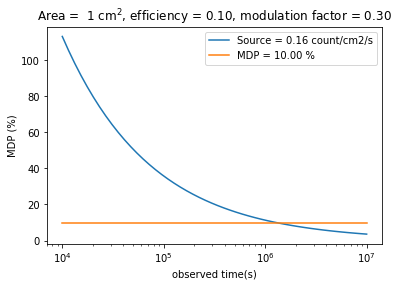 Area =  1 cm², efficiency = 0.10, modulation factor = 0.30
Source = 0.16 count/cm2/s
MDP = 10.00 %
MDP (%)
100
80
60
40
20
0
10⁴ 10⁵ 10⁶ 10⁷
observed time(s)